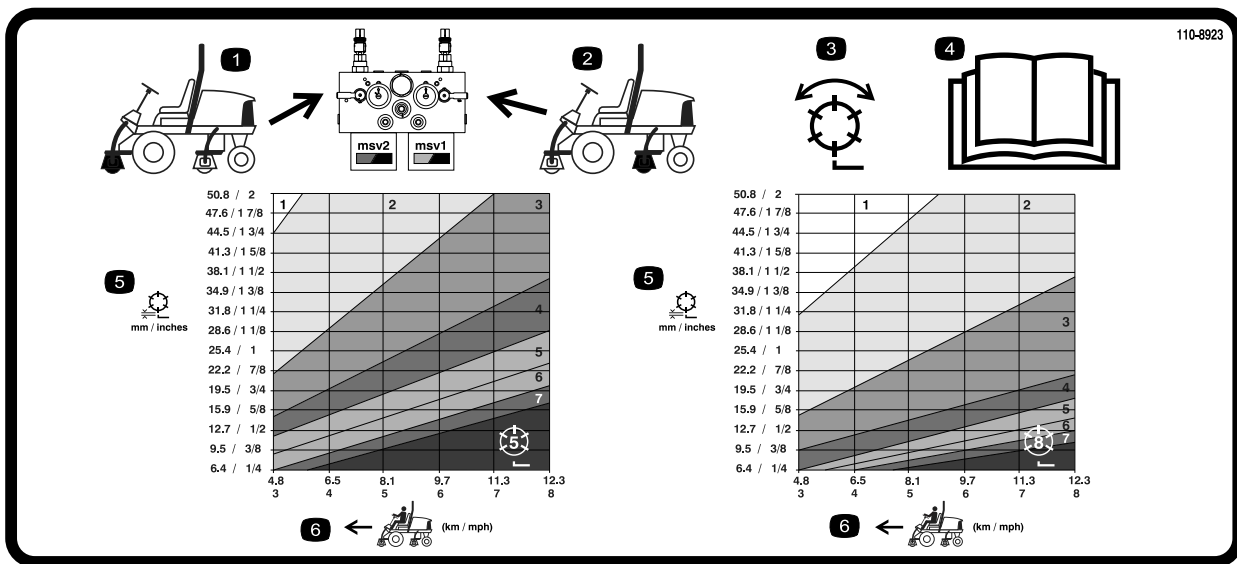 110-8923
1
2
3
4
msv2
msv1
50.8 / 2
47.6 / 1 7/8
44.5 / 1 3/4
41.3 / 1 5/8
38.1 / 1 1/2
34.9 / 1 3/8
31.8 / 1 1/4
28.6 / 1 1/8
25.4 / 1
22.2 / 7/8
19.5 / 3/4
15.9 / 5/8
12.7 / 1/2
9.5 / 3/8
6.4 / 1/4
5
mm / inches
1
2
3
4
5
6
7
5
4.8 6.5 8.1 9.7 11.3 12.3
3 4 5 6 7 8
6
(km / mph)
50.8 / 2
47.6 / 1 7/8
44.5 / 1 3/4
41.3 / 1 5/8
38.1 / 1 1/2
34.9 / 1 3/8
31.8 / 1 1/4
28.6 / 1 1/8
25.4 / 1
22.2 / 7/8
19.5 / 3/4
15.9 / 5/8
12.7 / 1/2
9.5 / 3/8
6.4 / 1/4
5
mm / inches
1
2
3
4
5
6
7
8
4.8 6.5 8.1 9.7 11.3 12.3
3 4 5 6 7 8
6
(km / mph)